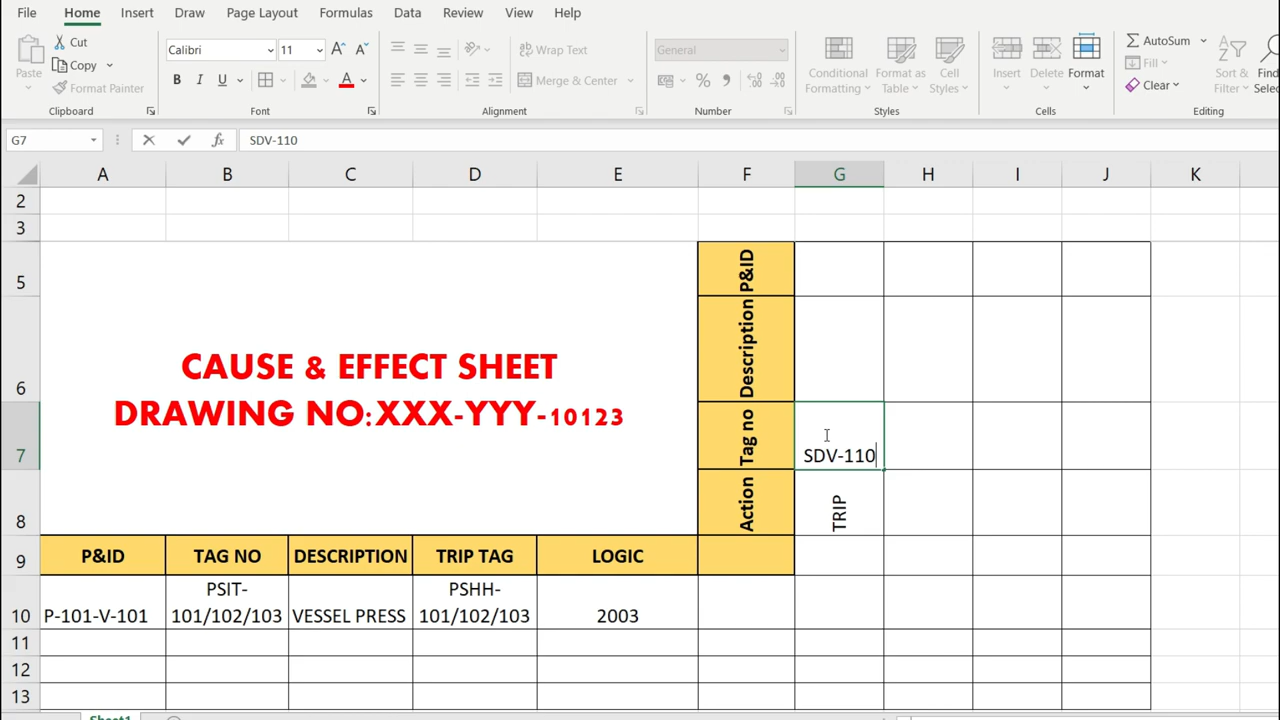 File Home Insert Draw Page Layout Formulas Data Review View Help
Cut
Copy
Format Painter
Paste
Clipboard
Calibri 11
B I U
Font
Wrap Text
Merge & Center
Alignment
General
Number
Conditional Formatting
Format Table
Cell Styles
Styles
Insert Delete Format
Cells
AutoSum
Fill
Clear
Sort & Filter
Find
Selec
Editing
G7 fx SDV-110
A B C D E F G H I J K
2
3
5 P&ID
6 Description
CAUSE & EFFECT SHEET
DRAWING NO:XXX-YYY-10123
7 Tag no SDV-110
8 Action TRIP
9 P&ID TAG NO DESCRIPTION TRIP TAG LOGIC
10 P-101-V-101 PSIT-101/102/103 VESSEL PRESS PSHH-101/102/103 2003
11
12
13
Sheet1